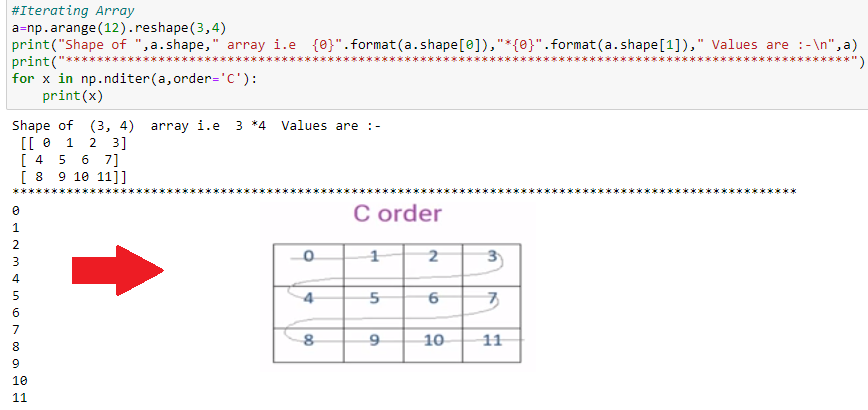 #Iterating Array
a=np.arange(12).reshape(3,4)
print("Shape of ",a.shape," array i.e  {0}".format(a.shape[0]),"*{0}".format(a.shape[1])," Values are :-\n",a)
print("******************************************************************************************************")
for x in np.nditer(a,order='C'):
    print(x)
Shape of  (3, 4)  array i.e  3 *4  Values are :-
 [[ 0  1  2  3]
 [ 4  5  6  7]
 [ 8  9 10 11]]
******************************************************************************************************
0
1
2
3
4
5
6
7
8
9
10
11
C order
0 1 2 3
4 5 6 7
8 9 10 11